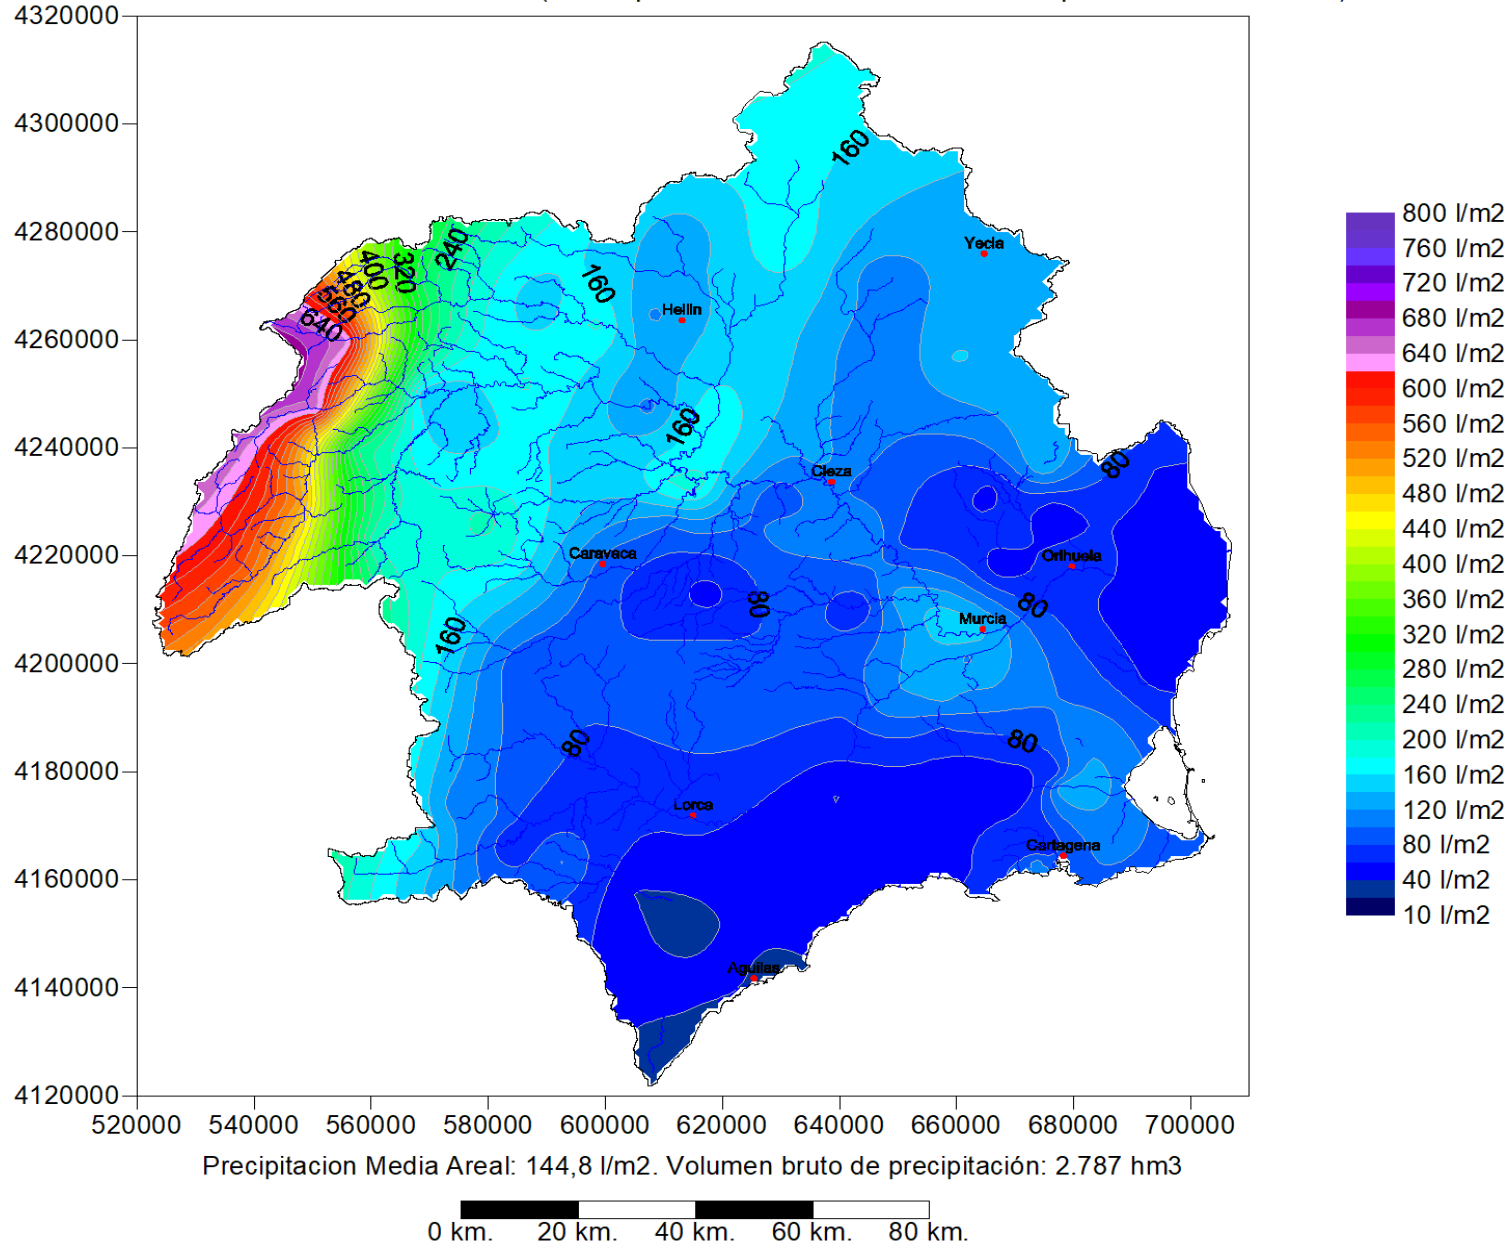 4320000
4300000
4280000
4260000
4240000
4220000
4200000
4180000
4160000
4140000
4120000
520000 540000 560000 580000 600000 620000 640000 660000 680000 700000
160
Yecla
240
320
400
480
560
640
160
Hellin
160
80
Cieza
Caravaca
Orihuela
80
80
Murcia
160
80
80
Lorca
Cartagena
Aguilas
800 l/m2
760 l/m2
720 l/m2
680 l/m2
640 l/m2
600 l/m2
560 l/m2
520 l/m2
480 l/m2
440 l/m2
400 l/m2
360 l/m2
320 l/m2
280 l/m2
240 l/m2
200 l/m2
160 l/m2
120 l/m2
80 l/m2
40 l/m2
10 l/m2
Precipitacion Media Areal: 144,8 l/m2. Volumen bruto de precipitación: 2.787 hm3
0 km. 20 km. 40 km. 60 km. 80 km.